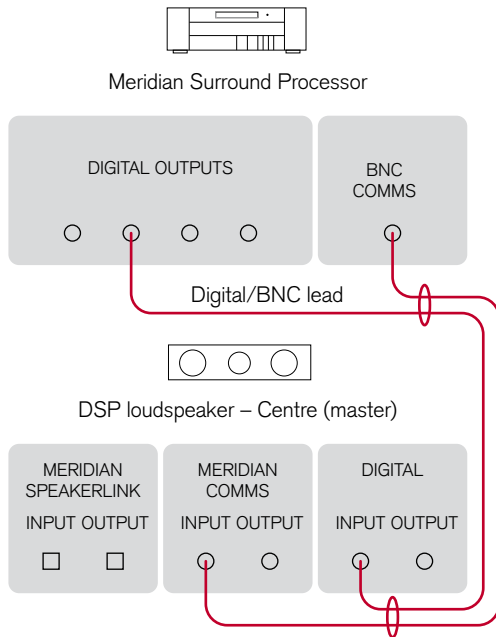 Meridian Surround Processor
DIGITAL OUTPUTS
BNC
COMMS
Digital/BNC lead
DSP loudspeaker – Centre (master)
MERIDIAN
SPEAKERLINK
INPUT OUTPUT
MERIDIAN
COMMS
INPUT OUTPUT
DIGITAL
INPUT OUTPUT